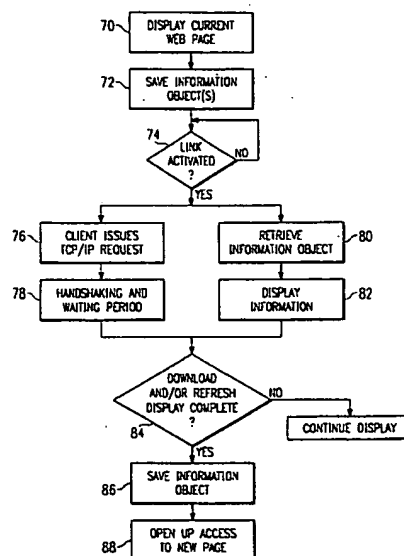 70
DISPLAY CURRENT
WEB PAGE
72
SAVE INFORMATION
OBJECT(S)
74
LINK
ACTIVATED
?
NO
YES
76
CLIENT ISSUES
TCP/IP REQUEST
RETRIEVE
INFORMATION OBJECT
80
78
HANDSHAKING AND
WAITING PERIOD
DISPLAY
INFORMATION
82
DOWNLOAD
AND/OR REFRESH
DISPLAY COMPLETE
?
84
NO
CONTINUE DISPLAY
YES
86
SAVE INFORMATION
OBJECT
88
OPEN UP ACCESS
TO NEW PAGE